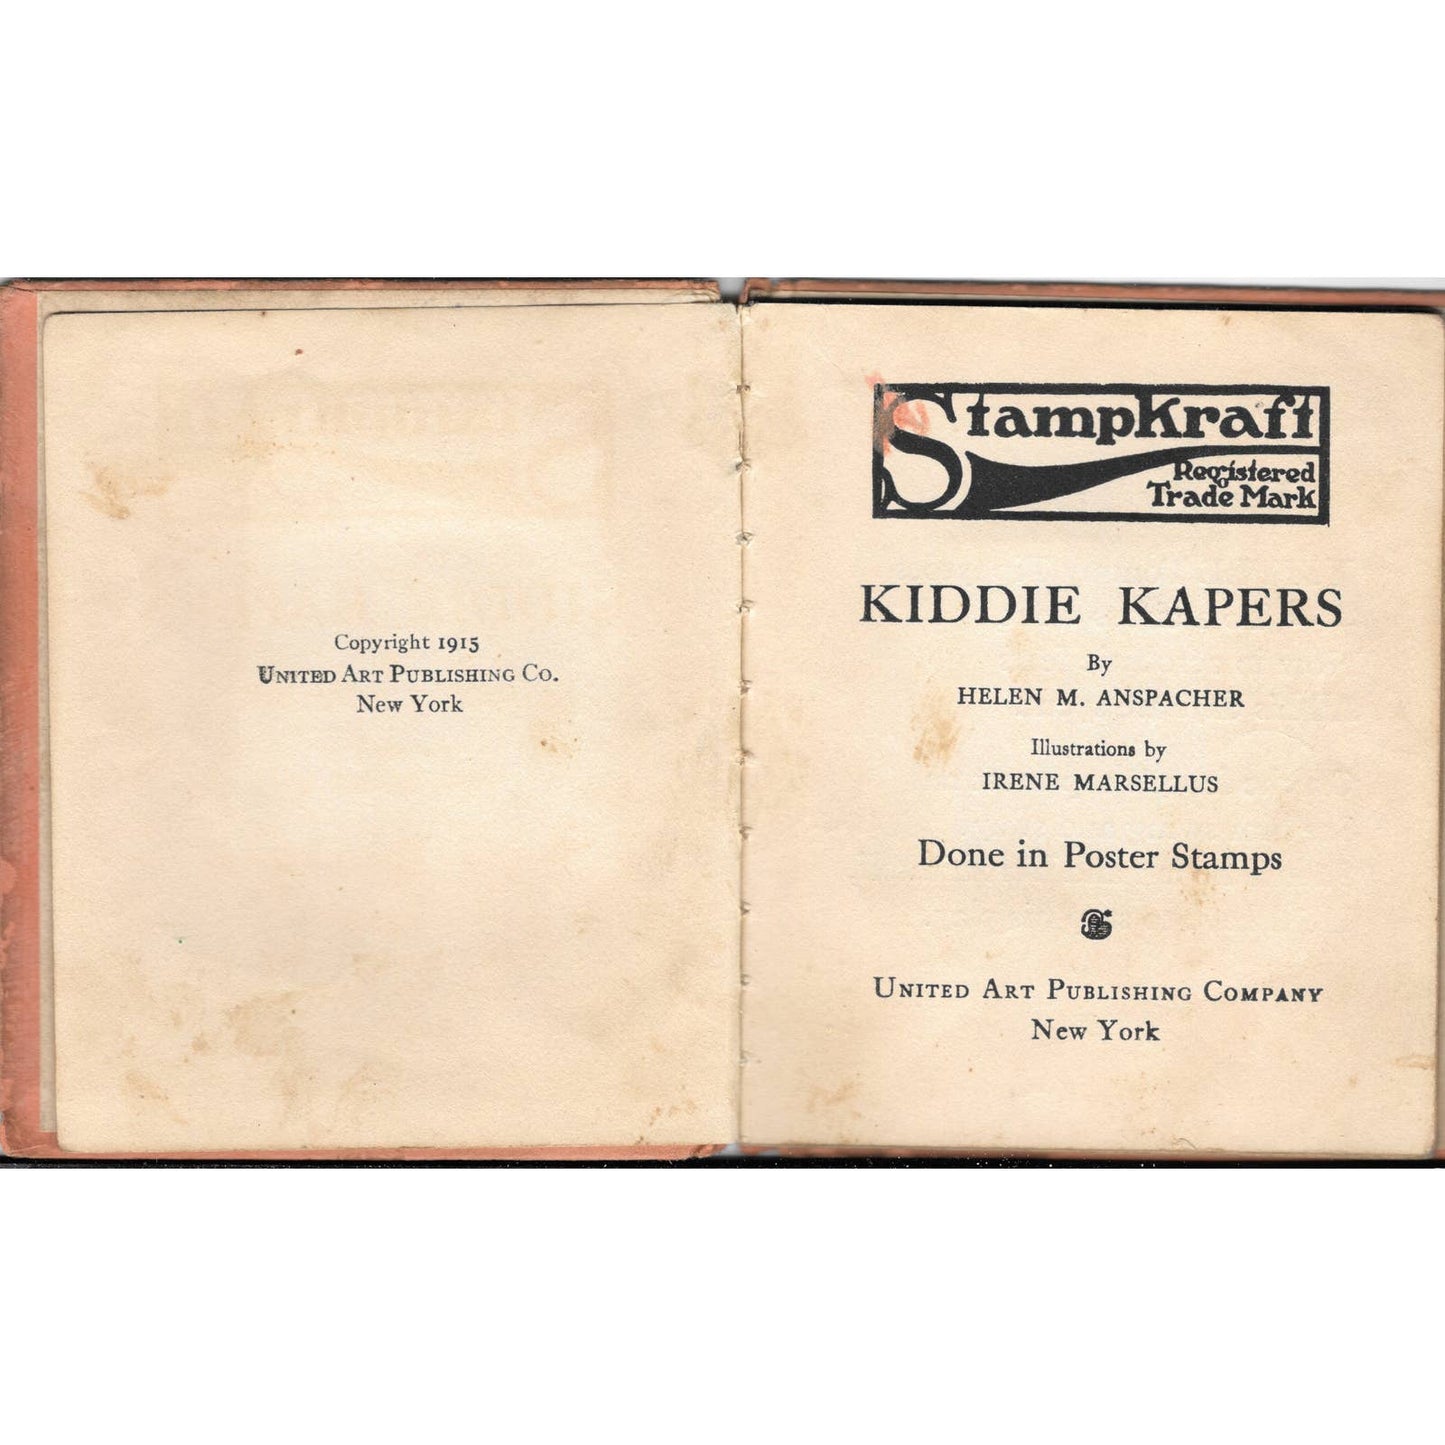 Copyright 1915
United Art Publishing Co.
New York
StampKraft
Registered
Trade Mark
KIDDIE KAPERS
By
HELEN M. ANSPACHER
Illustrations by
IRENE MARSELLUS
Done in Poster Stamps
United Art Publishing Company
New York